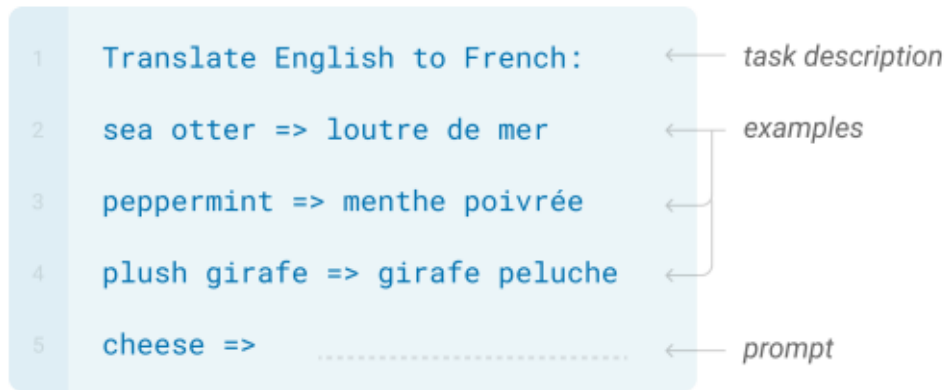 1 Translate English to French: task description
2 sea otter => loutre de mer examples
3 peppermint => menthe poivrée
4 plush girafe => girafe peluche
5 cheese => prompt